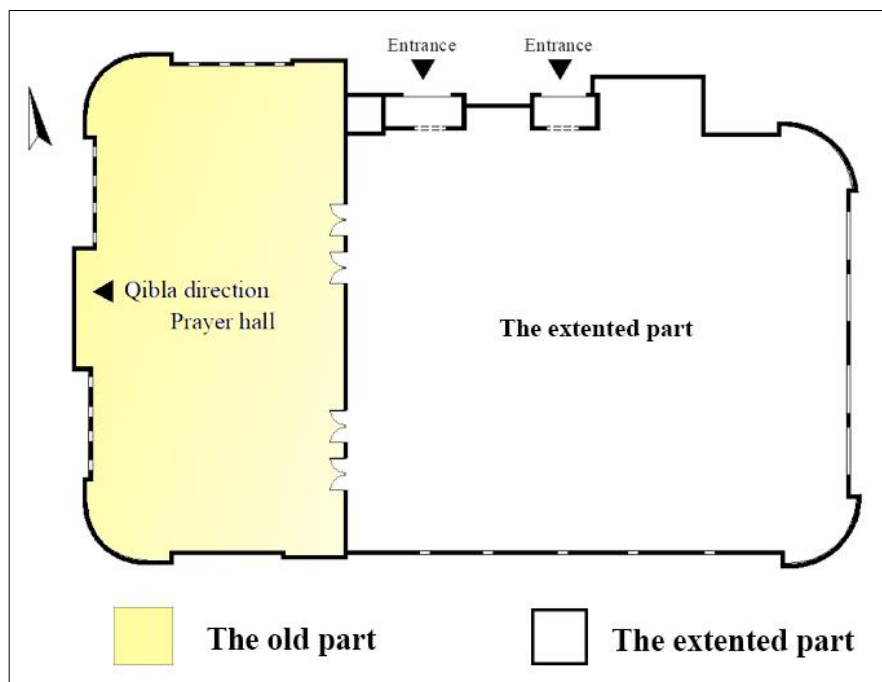 Entrance
Entrance
Qibla direction
Prayer hall
The extented part
The old part
The extented part